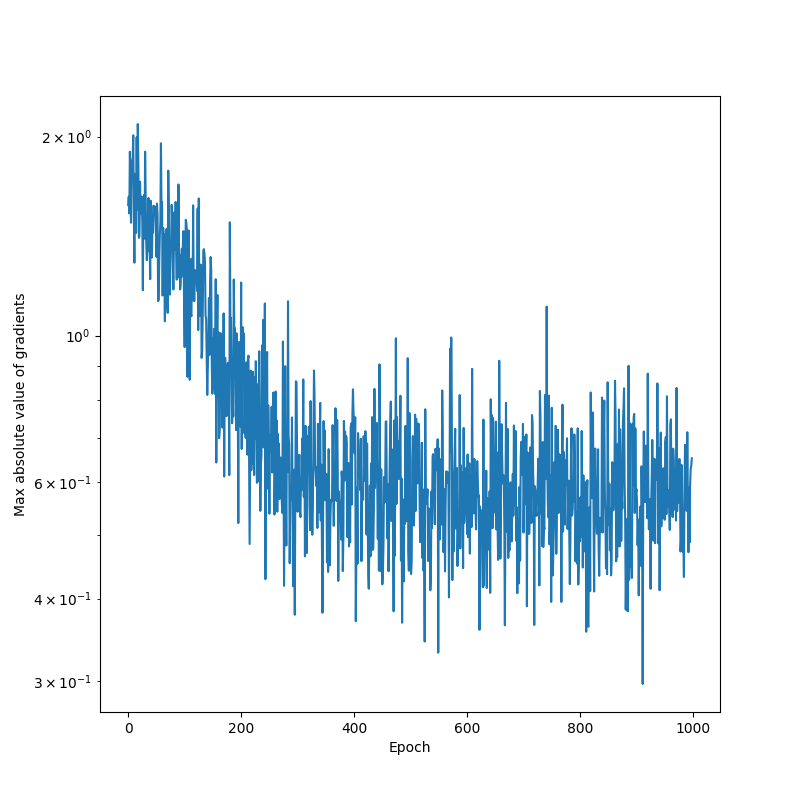 Max absolute value of gradients
2 × 10⁰
10⁰
6 × 10⁻¹
4 × 10⁻¹
3 × 10⁻¹
0 200 400 600 800 1000
Epoch